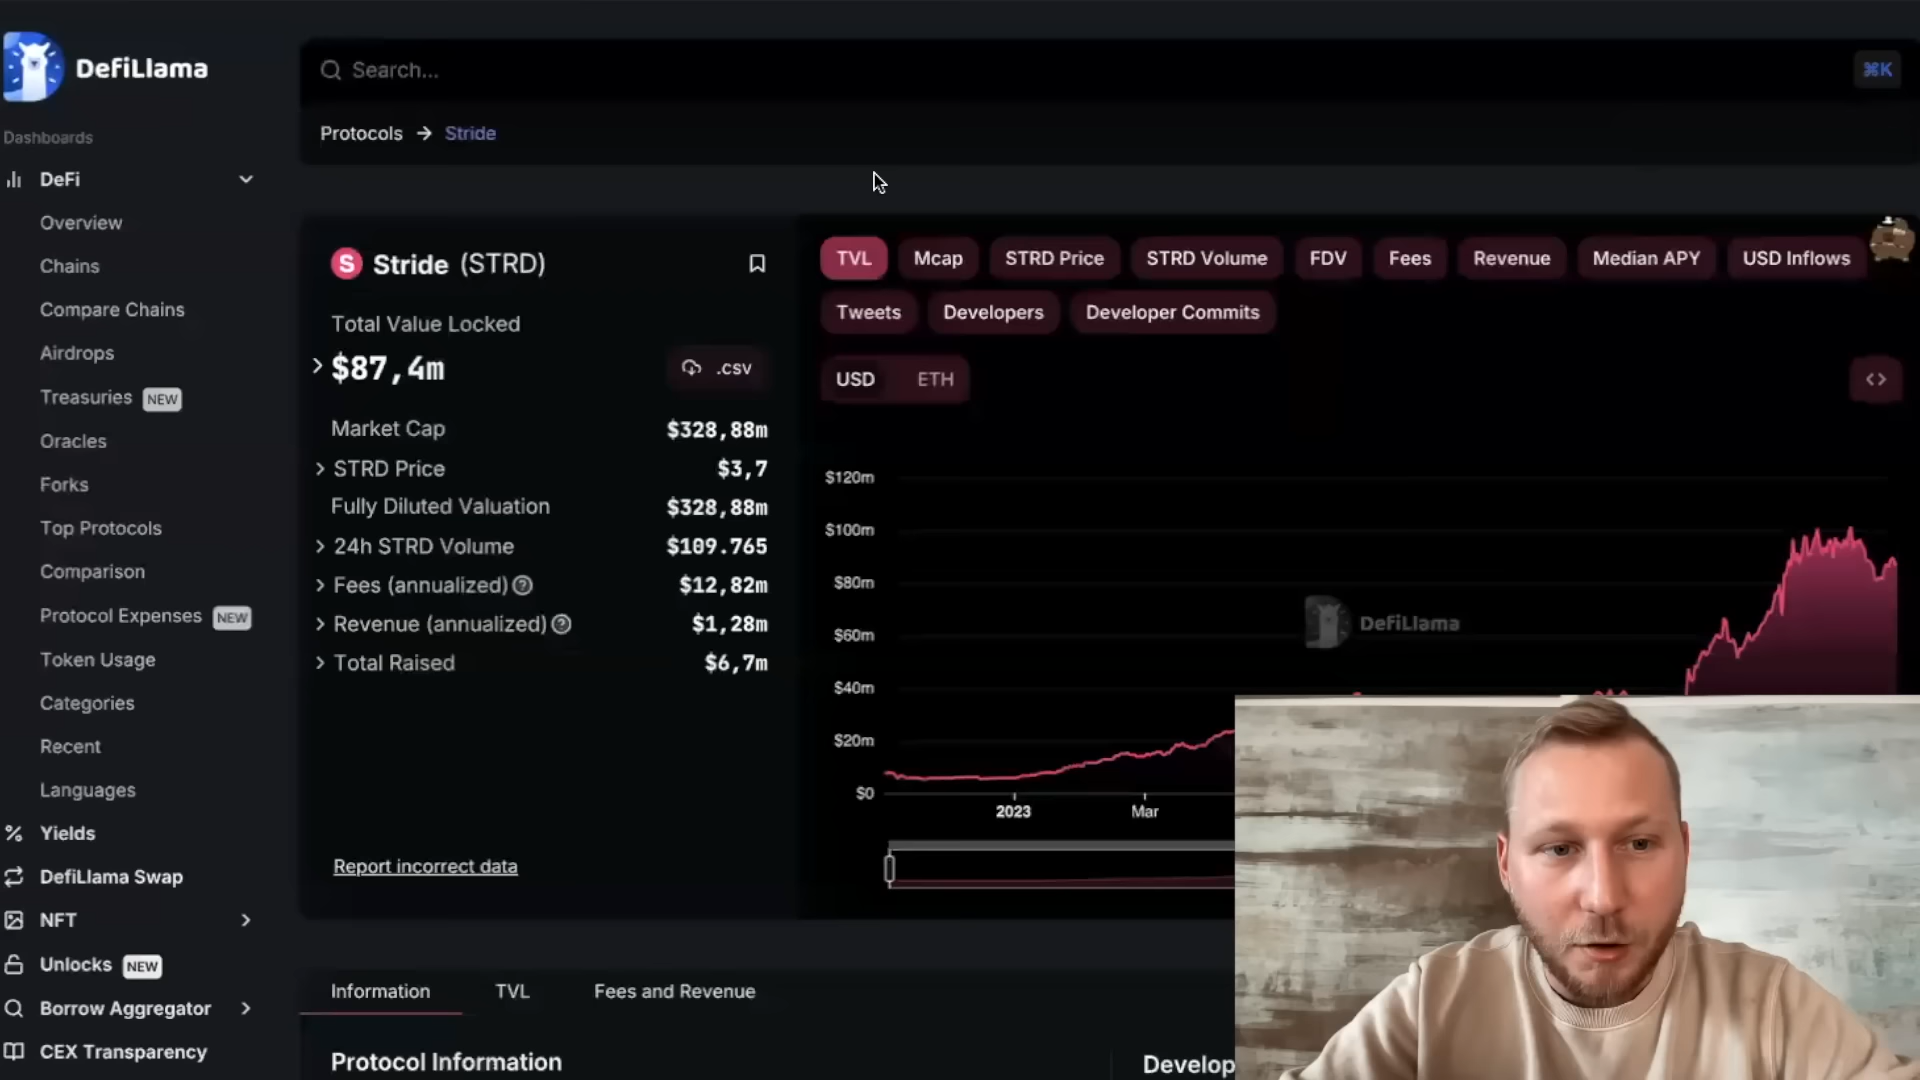 DefiLlama
Search...
⌘K
Protocols → Stride
Dashboards
DeFi
Overview
Chains
Compare Chains
Airdrops
Treasuries NEW
Oracles
Forks
Top Protocols
Comparison
Protocol Expenses NEW
Token Usage
Categories
Recent
Languages
Yields
DefiLlama Swap
NFT
Unlocks NEW
Borrow Aggregator
CEX Transparency
S Stride (STRD)
Total Value Locked
$87,4m
.csv
Market Cap $328,88m
STRD Price $3,7
Fully Diluted Valuation $328,88m
24h STRD Volume $109.765
Fees (annualized) $12,82m
Revenue (annualized) $1,28m
Total Raised $6,7m
Report incorrect data
TVL Mcap STRD Price STRD Volume FDV Fees Revenue Median APY USD Inflows
Tweets Developers Developer Commits
USD ETH
$120m
$100m
$80m
$60m
$40m
$20m
$0
DefiLlama
2023 Mar
Information TVL Fees and Revenue
Protocol Information
Develop